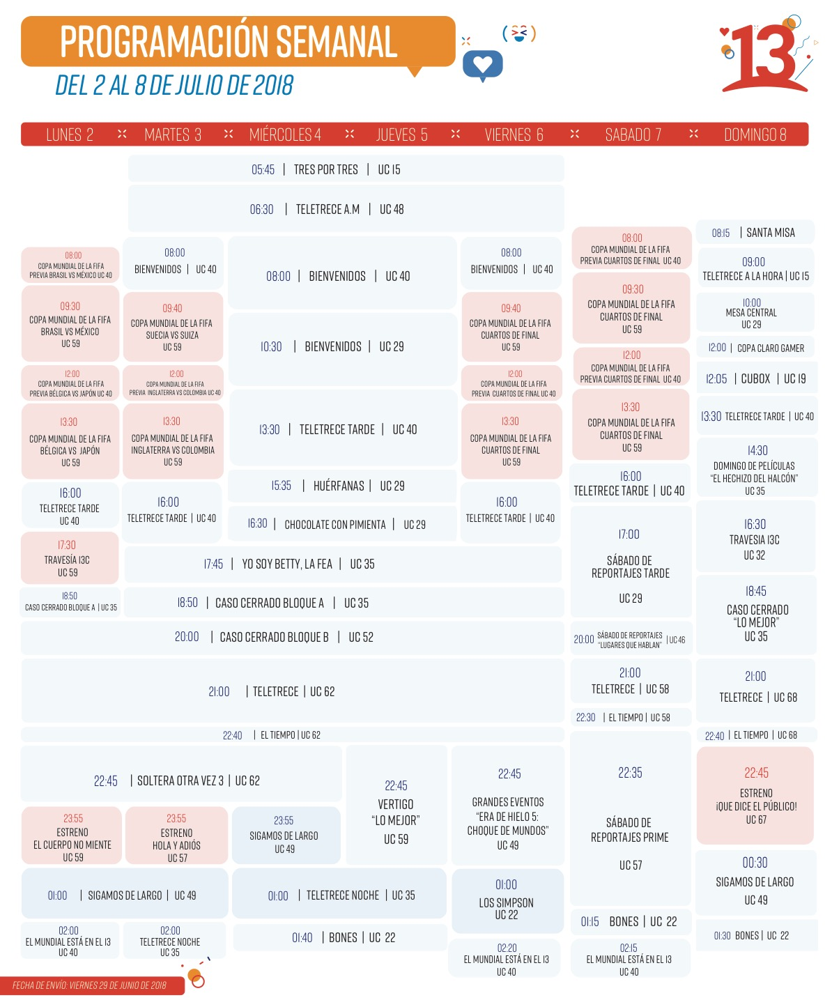 PROGRAMACIÓN SEMANAL
DEL 2 AL 8 DE JULIO DE 2018
13
LUNES 2
MARTES 3
MIÉRCOLES 4
JUEVES 5
VIERNES 6
SABADO 7
DOMINGO 8
05:45 | TRES POR TRES | UC 15
06:30 | TELETRECE A.M | UC 48
08:00
COPA MUNDIAL DE LA FIFA
PREVIA BRASIL VS MÉXICO UC 40
09:30
COPA MUNDIAL DE LA FIFA
BRASIL VS MÉXICO
UC 59
12:00
COPA MUNDIAL DE LA FIFA
PREVIA BÉLGICA VS JAPÓN UC 40
13:30
COPA MUNDIAL DE LA FIFA
BÉLGICA VS JAPÓN
UC 59
16:00
TELETRECE TARDE
UC 40
17:30
TRAVESÍA 13C
UC 59
18:50
CASO CERRADO BLOQUE A | UC 35
08:00
BIENVENIDOS | UC 40
09:40
COPA MUNDIAL DE LA FIFA
SUECIA VS SUIZA
UC 59
12:00
COPA MUNDIAL DE LA FIFA
PREVIA INGLATERRA VS COLOMBIA UC 40
13:30
COPA MUNDIAL DE LA FIFA
INGLATERRA VS COLOMBIA
UC 59
16:00
TELETRECE TARDE | UC 40
08:00 | BIENVENIDOS | UC 40
10:30 | BIENVENIDOS | UC 29
13:30 | TELETRECE TARDE | UC 40
15:35 | HUÉRFANAS | UC 29
16:30 | CHOCOLATE CON PIMIENTA | UC 29
08:00
BIENVENIDOS | UC 40
09:40
COPA MUNDIAL DE LA FIFA
CUARTOS DE FINAL
UC 59
12:00
COPA MUNDIAL DE LA FIFA
PREVIA CUARTOS DE FINAL UC 40
13:30
COPA MUNDIAL DE LA FIFA
CUARTOS DE FINAL
UC 59
16:00
TELETRECE TARDE | UC 40
17:45 | YO SOY BETTY, LA FEA | UC 35
18:50 | CASO CERRADO BLOQUE A | UC 35
20:00 | CASO CERRADO BLOQUE B | UC 52
21:00 | TELETRECE | UC 62
22:40 | EL TIEMPO | UC 62
22:45 | SOLTERA OTRA VEZ 3 | UC 62
23:55
ESTRENO
EL CUERPO NO MIENTE
UC 59
23:55
ESTRENO
HOLA Y ADIÓS
UC 57
23:55
SIGAMOS DE LARGO
UC 49
22:45
VERTIGO
“LO MEJOR”
UC 59
22:45
GRANDES EVENTOS
“ERA DE HIELO 5:
CHOQUE DE MUNDOS”
UC 49
01:00 | SIGAMOS DE LARGO | UC 49
01:00 | TELETRECE NOCHE | UC 35
01:00
LOS SIMPSON
UC 22
02:00
EL MUNDIAL ESTÁ EN EL 13
UC 40
02:00
TELETRECE NOCHE
UC 35
01:40 | BONES | UC 22
02:20
EL MUNDIAL ESTÁ EN EL 13
UC 40
08:00
COPA MUNDIAL DE LA FIFA
PREVIA CUARTOS DE FINAL UC 40
09:30
COPA MUNDIAL DE LA FIFA
CUARTOS DE FINAL
UC 59
12:00
COPA MUNDIAL DE LA FIFA
PREVIA CUARTOS DE FINAL UC 40
13:30
COPA MUNDIAL DE LA FIFA
CUARTOS DE FINAL
UC 59
16:00
TELETRECE TARDE | UC 40
17:00
SÁBADO DE
REPORTAJES TARDE
UC 29
20:00 SÁBADO DE REPORTAJES
“LUGARES QUE HABLAN” | UC 46
21:00
TELETRECE | UC 58
22:30 | EL TIEMPO | UC 58
22:35
SÁBADO DE
REPORTAJES PRIME
UC 57
01:15 BONES | UC 22
02:15
EL MUNDIAL ESTÁ EN EL 13
UC 40
08:15 | SANTA MISA
09:00
TELETRECE A LA HORA | UC 15
10:00
MESA CENTRAL
UC 29
12:00 | COPA CLARO GAMER
12:05 | CUBOX | UC 19
13:30 TELETRECE TARDE | UC 40
14:30
DOMINGO DE PELÍCULAS
“EL HECHIZO DEL HALCÓN”
UC 35
16:30
TRAVESIA 13C
UC 32
18:45
CASO CERRADO
“LO MEJOR”
UC 35
21:00
TELETRECE | UC 68
22:40 | EL TIEMPO | UC 68
22:45
ESTRENO
¡QUE DICE EL PÚBLICO!
UC 67
00:30
SIGAMOS DE LARGO
UC 49
01:30 BONES | UC 22
FECHA DE ENVÍO: VIERNES 29 DE JUNIO DE 2018